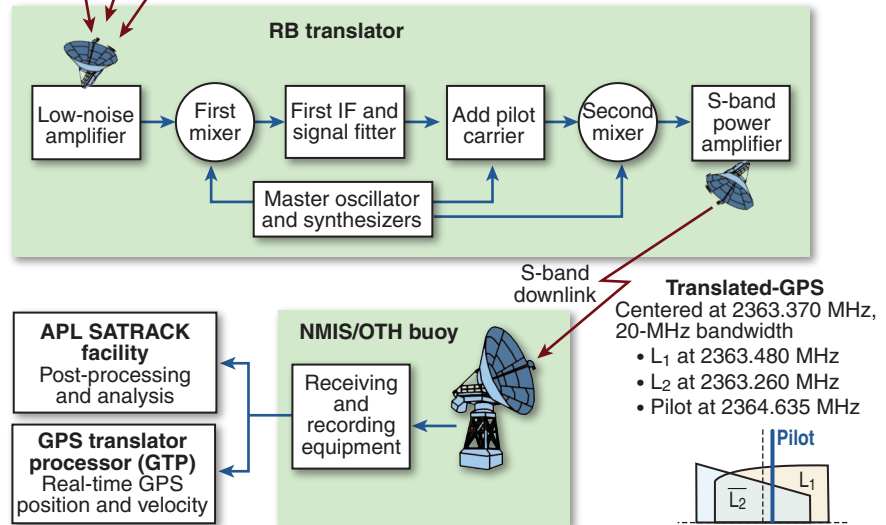 RB translator
Low-noise
amplifier
First
mixer
First IF and
signal fitter
Add pilot
carrier
Second
mixer
S-band
power
amplifier
Master oscillator
and synthesizers
S-band
downlink
Translated-GPS
Centered at 2363.370 MHz,
20-MHz bandwidth
• L₁ at 2363.480 MHz
• L₂ at 2363.260 MHz
• Pilot at 2364.635 MHz
Pilot
L₁
L̅₂
NMIS/OTH buoy
Receiving
and
recording
equipment
APL SATRACK
facility
Post-processing
and analysis
GPS translator
processor (GTP)
Real-time GPS
position and velocity